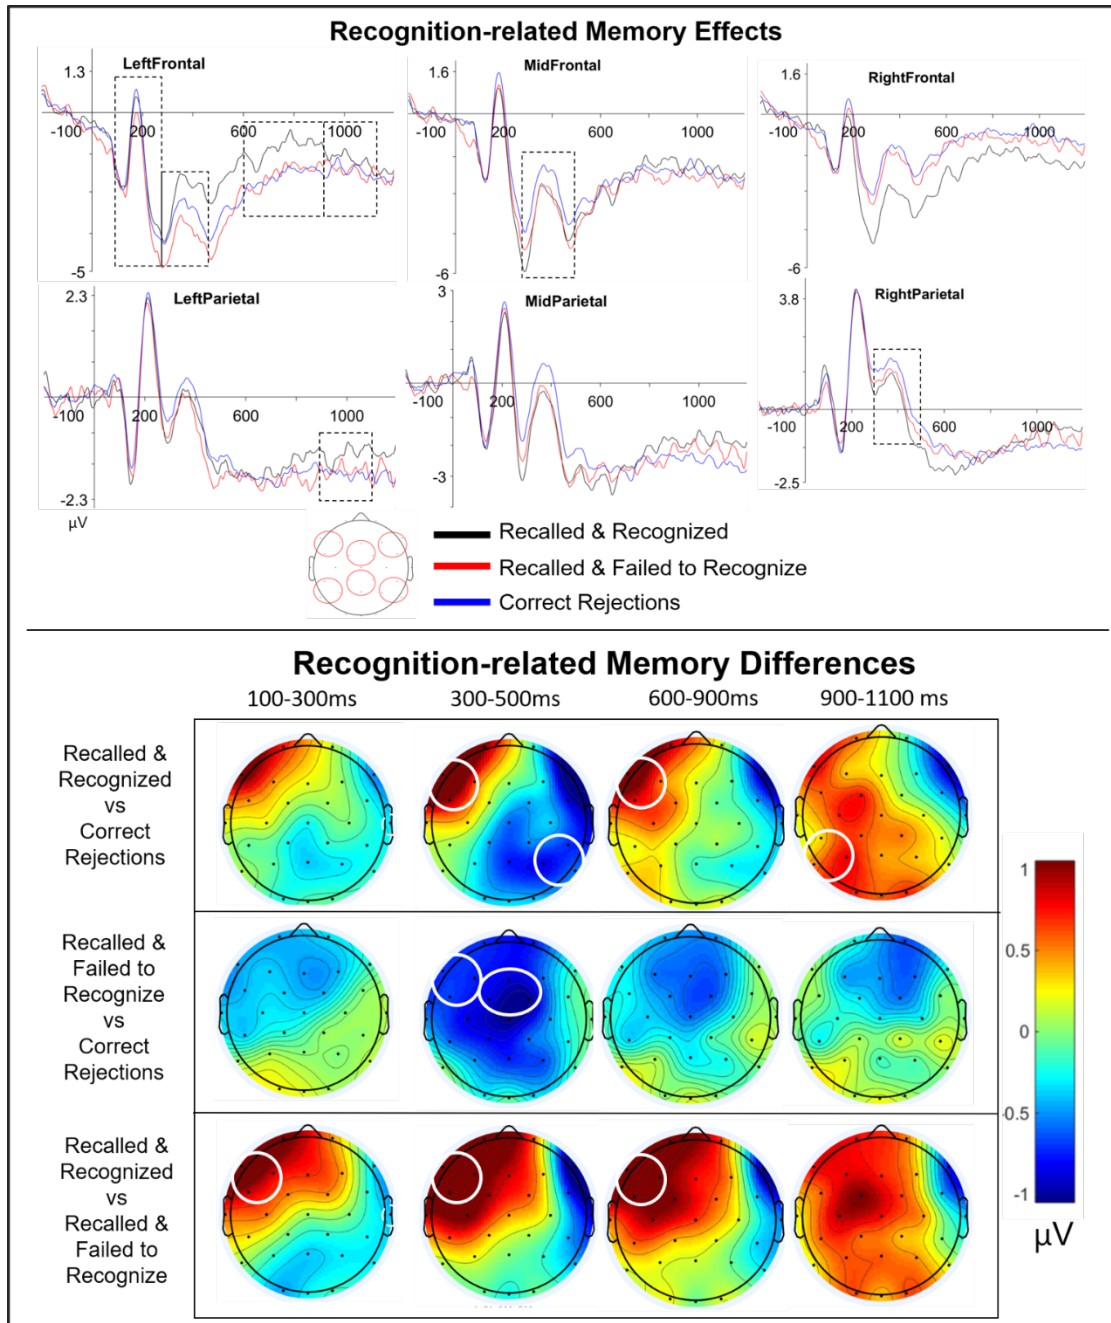 Recognition-related Memory Effects
LeftFrontal
MidFrontal
RightFrontal
1.3
1.6
1.6
-100 200 600 1000
-100 200 600 1000
-100 200 600 1000
-5
-6
-6
LeftParietal
MidParietal
RightParietal
2.3
3
3.8
-100 200 600 1000
-100 200 600 1000
-100 200 600 1000
-2.3
-3
-2.5
μV
Recalled & Recognized
Recalled & Failed to Recognize
Correct Rejections
Recognition-related Memory Differences
100-300ms 300-500ms 600-900ms 900-1100 ms
Recalled &
Recognized
vs
Correct
Rejections
Recalled &
Failed to
Recognize
vs
Correct
Rejections
Recalled &
Recognized
vs
Recalled &
Failed to
Recognize
1
0.5
0
-0.5
-1
μV